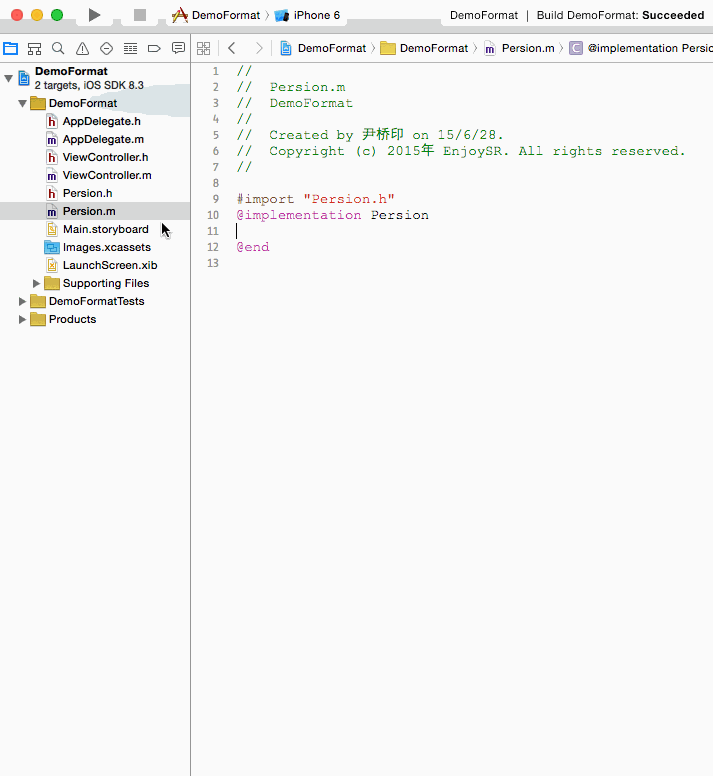 DemoFormat 〉 iPhone 6
DemoFormat | Build DemoFormat: Succeeded
DemoFormat 〉 DemoFormat 〉 Persion.m 〉 C @implementation Persio
DemoFormat
2 targets, iOS SDK 8.3
DemoFormat
h AppDelegate.h
m AppDelegate.m
h ViewController.h
m ViewController.m
h Persion.h
m Persion.m
Main.storyboard
Images.xcassets
LaunchScreen.xib
Supporting Files
DemoFormatTests
Products
1 //
2 // Persion.m
3 // DemoFormat
4 //
5 // Created by 尹桥印 on 15/6/28.
6 // Copyright (c) 2015年 EnjoySR. All rights reserved.
7 //
8
9 #import "Persion.h"
10 @implementation Persion
11
12 @end
13